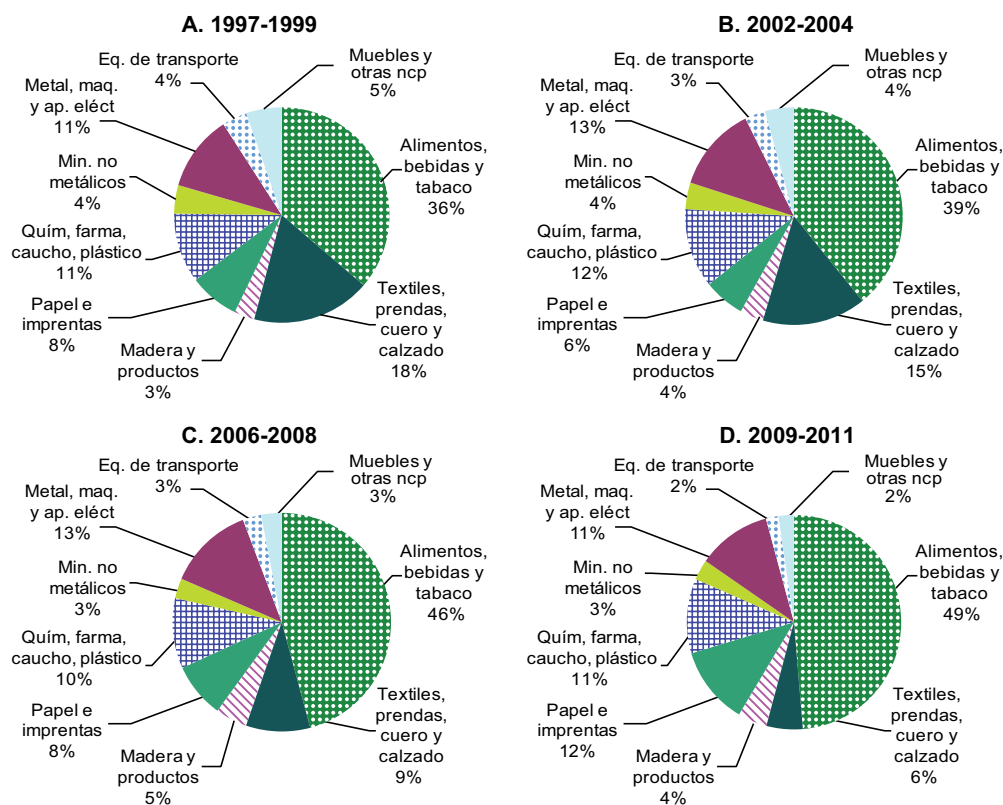 A. 1997-1999
Eq. de transporte
4%
Muebles y
otras ncp
5%
Metal, maq.
y ap. eléct
11%
Alimentos,
bebidas y
tabaco
36%
Min. no
metálicos
4%
Quím, farma,
caucho, plástico
11%
Papel e
imprentas
8%
Madera y
productos
3%
Textiles,
prendas,
cuero y
calzado
18%
B. 2002-2004
Eq. de transporte
3%
Muebles y
otras ncp
4%
Metal, maq.
y ap. eléct
13%
Alimentos,
bebidas y
tabaco
39%
Min. no
metálicos
4%
Quím, farma,
caucho, plástico
12%
Papel e
imprentas
6%
Madera y
productos
4%
Textiles,
prendas,
cuero y
calzado
15%
C. 2006-2008
Eq. de transporte
3%
Muebles y
otras ncp
3%
Metal, maq.
y ap. eléct
13%
Alimentos,
bebidas y
tabaco
46%
Min. no
metálicos
3%
Quím, farma,
caucho, plástico
10%
Papel e
imprentas
8%
Madera y
productos
5%
Textiles,
prendas,
cuero y
calzado
9%
D. 2009-2011
Eq. de transporte
2%
Muebles y
otras ncp
2%
Metal, maq.
y ap. eléct
11%
Alimentos,
bebidas y
tabaco
49%
Min. no
metálicos
3%
Quím, farma,
caucho, plástico
11%
Papel e
imprentas
12%
Madera y
productos
4%
Textiles,
prendas,
cuero y
calzado
6%